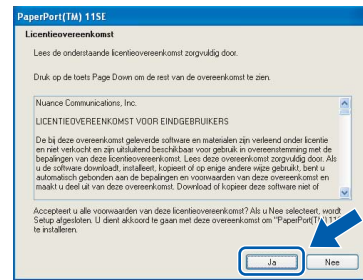 PaperPort(TM) 11SE
Licentieovereenkomst
Lees de onderstaande licentieovereenkomst zorgvuldig door.
Druk op de toets Page Down om de rest van de overeenkomst te zien.
Nuance Communications, Inc.
LICENTIEOVEREENKOMST VOOR EINDGEBRUIKERS
De bij deze overeenkomst geleverde software en materialen zijn verleend onder licentie
en niet verkocht en zijn uitsluitend beschikbaar voor gebruik in overeenstemming met de
bepalingen van deze licentieovereenkomst. Lees deze overeenkomst zorgvuldig door. Als
u de software downloadt, installeert, kopieert of op enige andere wijze gebruikt, bent u
automatisch gebonden aan de bepalingen en voorwaarden van deze overeenkomst en
maakt u deel uit van deze overeenkomst. Download of kopieer deze software niet of
Accepteert u alle voorwaarden van deze licentieovereenkomst? Als u Nee selecteert, wordt
Setup afgesloten. U dient akkoord te gaan met deze overeenkomst om "PaperPort(TM) 11
te installeren.
Ja
Nee